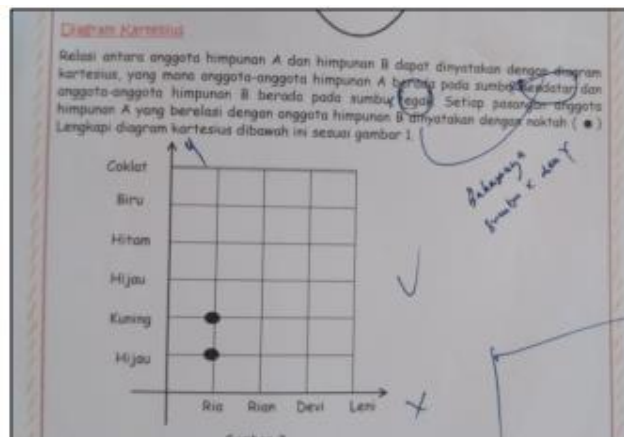 Diagram Kartesius
Relasi antara anggota himpunan A dan himpunan B dapat dinyatakan dengan diagram
kartesius, yang mana anggota-anggota himpunan A berada pada sumbu mendatar dan
anggota-anggota himpunan B berada pada sumbu tegak. Setiap pasangan anggota
himpunan A yang berelasi dengan anggota himpunan B dinyatakan dengan noktah ( ● )
Lengkapi diagram kartesius dibawah ini sesuai gambar 1.
y
Coklat
Biru
Hitam
Hijau
Kuning
Hijau
Ria Rian Devi Leni
x
sumbu x dan y